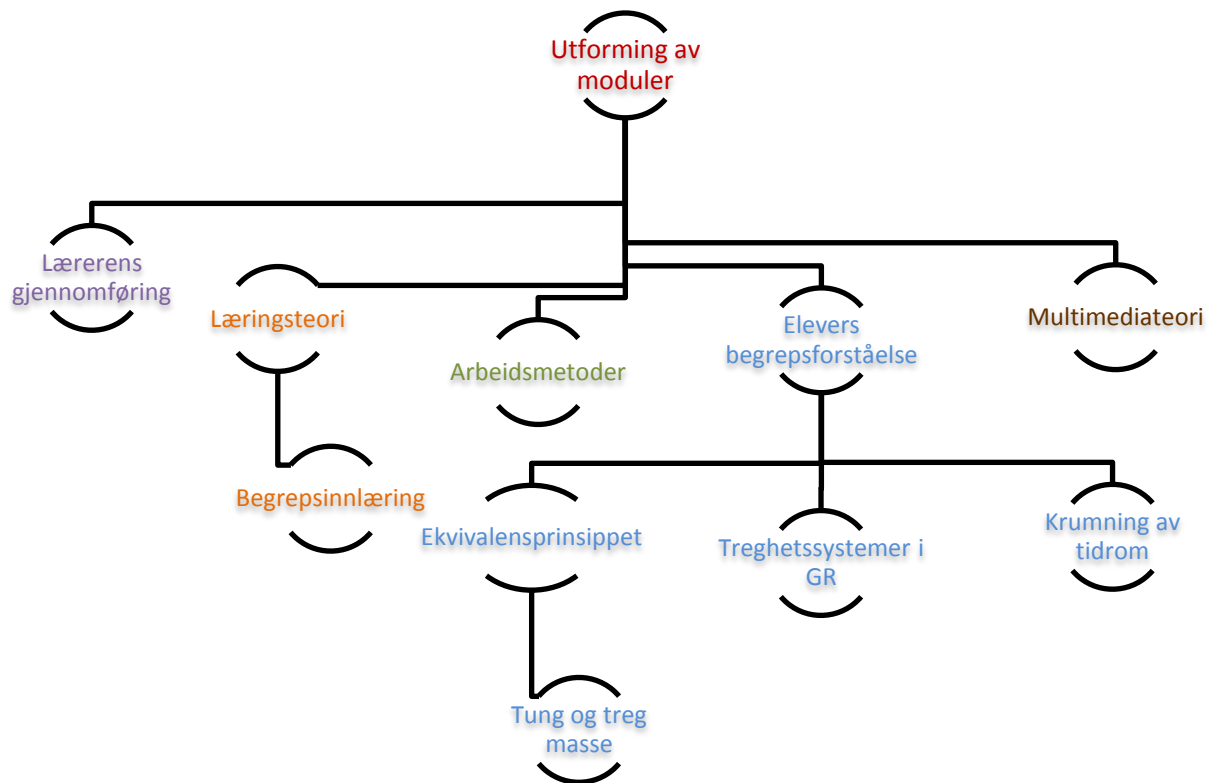 Utforming av
moduler
Lærerens
gjennomføring
Læringsteori
Arbeidsmetoder
Elevers
begrepsforståelse
Multimediateori
Begrepsinnlæring
Ekvivalensprinsippet
Treghetssystemer i
GR
Krumning av
tidrom
Tung og treg
masse